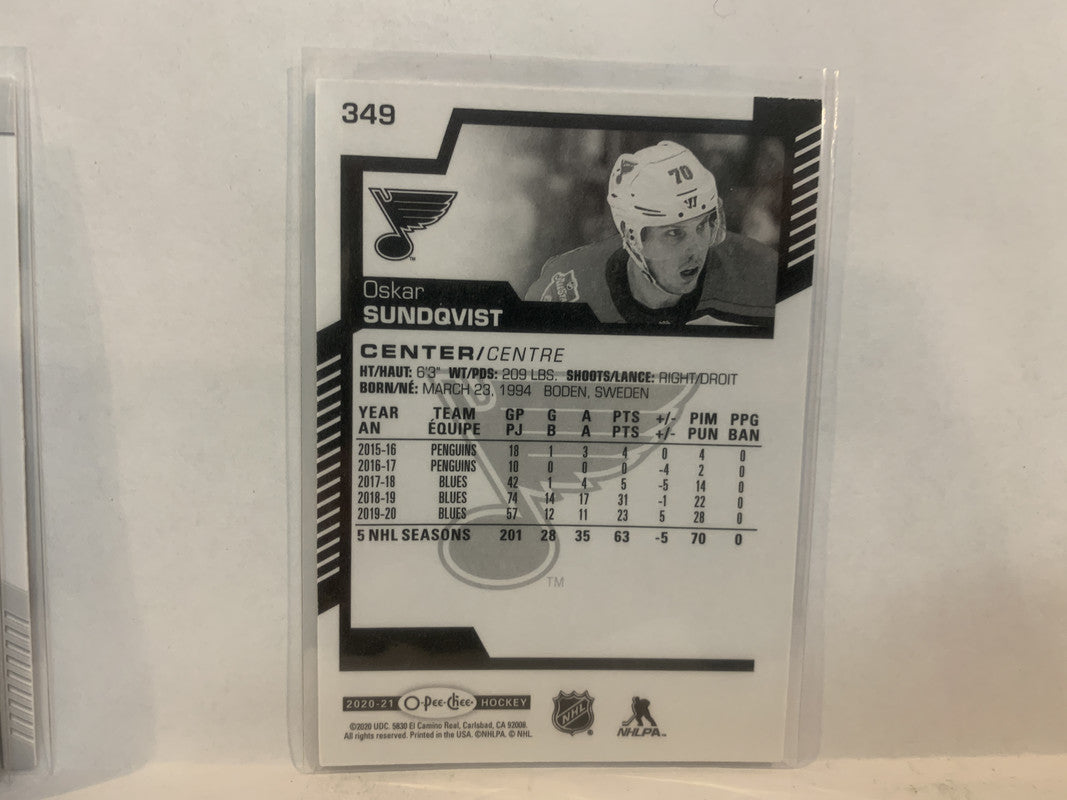 349
70
Oskar
SUNDQVIST
CENTER/CENTRE
HT/HAUT: 6'3" WT/PDS: 209 LBS. SHOOTS/LANCE: RIGHT/DROIT
BORN/NÉ: MARCH 23, 1994 BODEN, SWEDEN
YEAR TEAM GP G A PTS +/- PIM PPG
AN ÉQUIPE PJ B A PTS +/- PUN BAN
2015-16 PENGUINS 18 1 3 4 0 4 0
2016-17 PENGUINS 10 0 0 0 -4 2 0
2017-18 BLUES 42 1 4 5 -5 14 0
2018-19 BLUES 74 14 17 31 -1 22 0
2019-20 BLUES 57 12 11 23 5 28 0
5 NHL SEASONS 201 28 35 63 -5 70 0
TM
2020-21 O-Pee-Chee HOCKEY
©2020 UDC. 5830 El Camino Real, Carlsbad, CA 92008.
All rights reserved. Printed in the USA. ©NHLPA. © NHL.
NHL
NHLPA